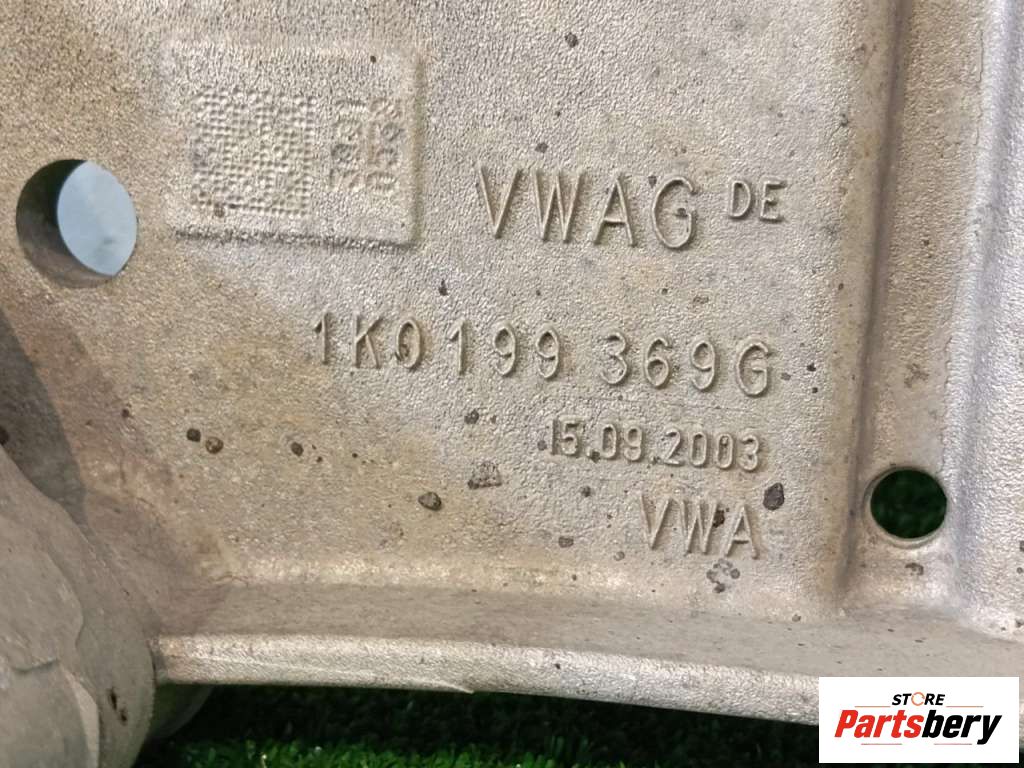 VWAG DE
1K0 199 369G
15.09.2003
VWA
STORE
Partsbery